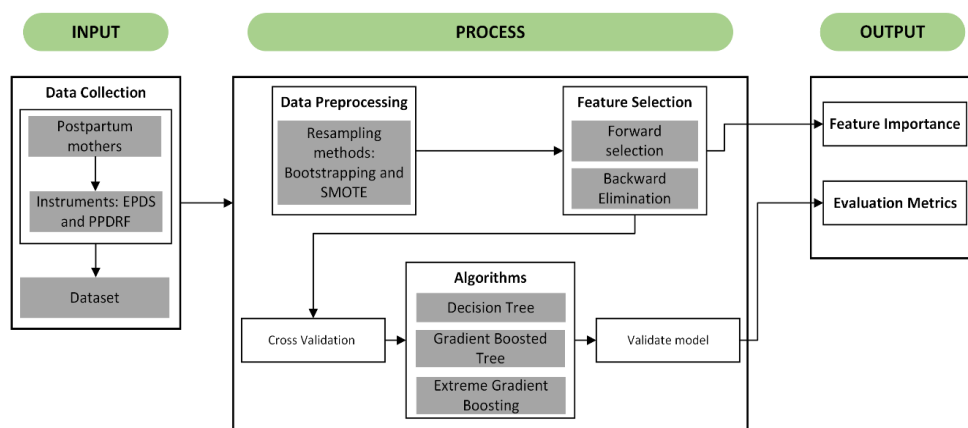 INPUT
PROCESS
OUTPUT
Data Collection
Postpartum
mothers
Instruments: EPDS
and PPDRF
Dataset
Data Preprocessing
Resampling
methods:
Bootstrapping and
SMOTE
Feature Selection
Forward
selection
Backward
Elimination
Cross Validation
Algorithms
Decision Tree
Gradient Boosted
Tree
Extreme Gradient
Boosting
Validate model
Feature Importance
Evaluation Metrics